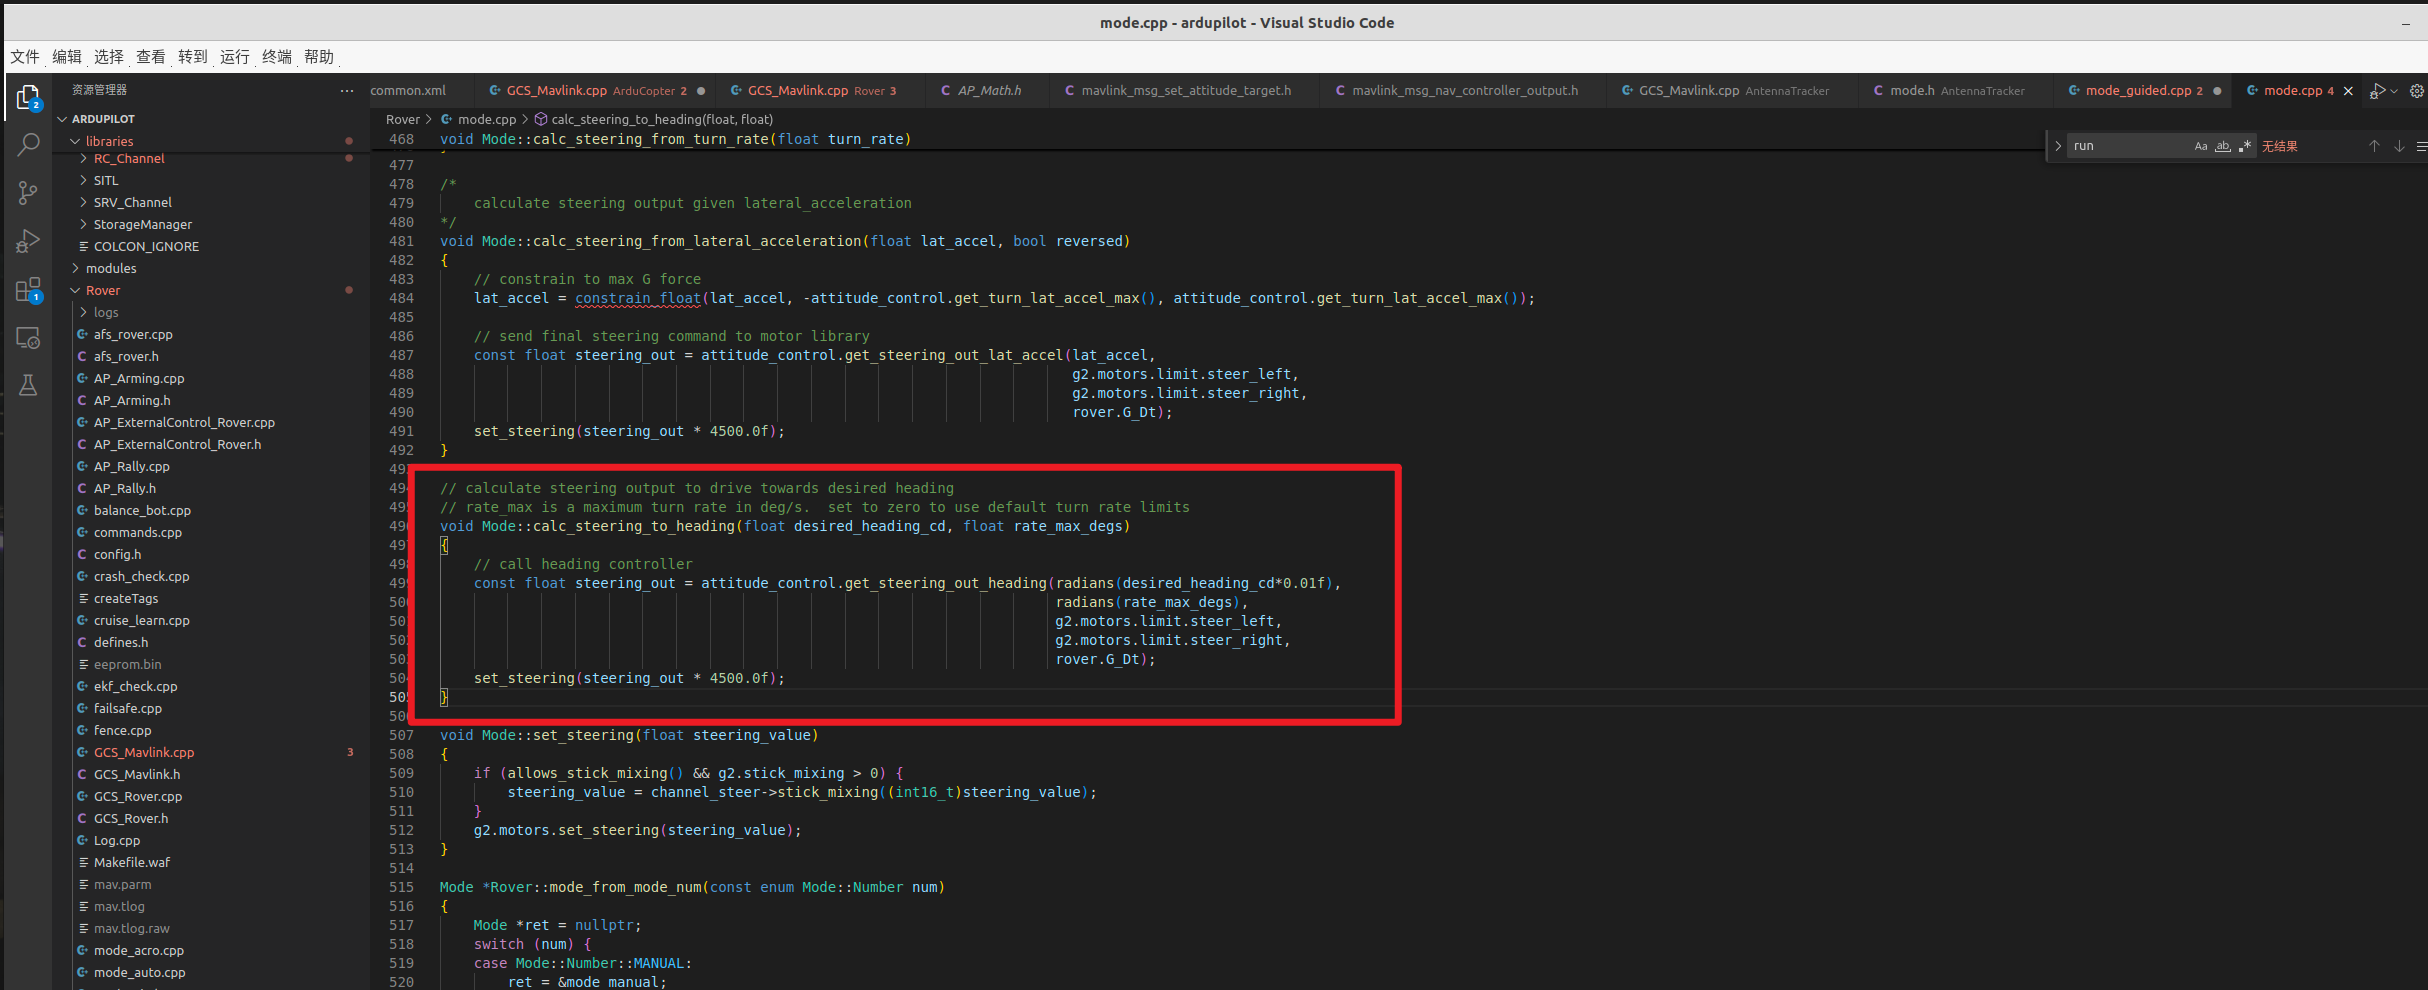 mode.cpp - ardupilot - Visual Studio Code
文件 编辑 选择 查看 转到 运行 终端 帮助
资源管理器
common.xml GCS_Mavlink.cpp ArduCopter 2 GCS_Mavlink.cpp Rover 3 AP_Math.h mavlink_msg_set_attitude_target.h mavlink_msg_nav_controller_output.h GCS_Mavlink.cpp AntennaTracker mode.h AntennaTracker mode_guided.cpp 2 mode.cpp 4
2
1
ARDUPILOT
libraries
RC_Channel
SITL
SRV_Channel
StorageManager
COLCON_IGNORE
modules
Rover
logs
afs_rover.cpp
afs_rover.h
AP_Arming.cpp
AP_Arming.h
AP_ExternalControl_Rover.cpp
AP_ExternalControl_Rover.h
AP_Rally.cpp
AP_Rally.h
balance_bot.cpp
commands.cpp
config.h
crash_check.cpp
createTags
cruise_learn.cpp
defines.h
eeprom.bin
ekf_check.cpp
failsafe.cpp
fence.cpp
GCS_Mavlink.cpp 3
GCS_Mavlink.h
GCS_Rover.cpp
GCS_Rover.h
Log.cpp
Makefile.waf
mav.parm
mav.tlog
mav.tlog.raw
mode_acro.cpp
mode_auto.cpp
Rover > mode.cpp > calc_steering_to_heading(float, float)
run Aa ab 无结果
468 void Mode::calc_steering_from_turn_rate(float turn_rate)
477
478 /*
479 calculate steering output given lateral_acceleration
480 */
481 void Mode::calc_steering_from_lateral_acceleration(float lat_accel, bool reversed)
482 {
483 // constrain to max G force
484 lat_accel = constrain_float(lat_accel, -attitude_control.get_turn_lat_accel_max(), attitude_control.get_turn_lat_accel_max());
485
486 // send final steering command to motor library
487 const float steering_out = attitude_control.get_steering_out_lat_accel(lat_accel,
488 g2.motors.limit.steer_left,
489 g2.motors.limit.steer_right,
490 rover.G_Dt);
491 set_steering(steering_out * 4500.0f);
492 }
49
49 // calculate steering output to drive towards desired heading
49 // rate_max is a maximum turn rate in deg/s.  set to zero to use default turn rate limits
49 void Mode::calc_steering_to_heading(float desired_heading_cd, float rate_max_degs)
49 {
49 // call heading controller
49 const float steering_out = attitude_control.get_steering_out_heading(radians(desired_heading_cd*0.01f),
50 radians(rate_max_degs),
50 g2.motors.limit.steer_left,
50 g2.motors.limit.steer_right,
50 rover.G_Dt);
50 set_steering(steering_out * 4500.0f);
50 }
50
507 void Mode::set_steering(float steering_value)
508 {
509 if (allows_stick_mixing() && g2.stick_mixing > 0) {
510 steering_value = channel_steer->stick_mixing((int16_t)steering_value);
511 }
512 g2.motors.set_steering(steering_value);
513 }
514
515 Mode *Rover::mode_from_mode_num(const enum Mode::Number num)
516 {
517 Mode *ret = nullptr;
518 switch (num) {
519 case Mode::Number::MANUAL:
520 ret = &mode_manual;